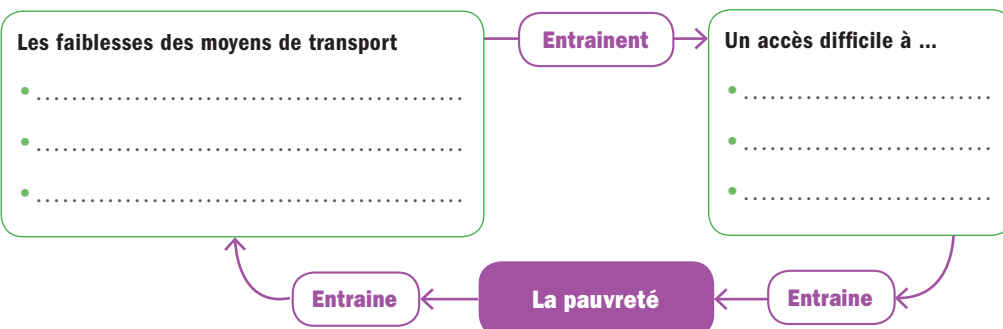 Les faiblesses des moyens de transport
• ................................................
• ................................................
• ................................................
Entrainent
Un accès difficile à ...
• ............................
• ............................
• ............................
Entraine
La pauvreté
Entraine